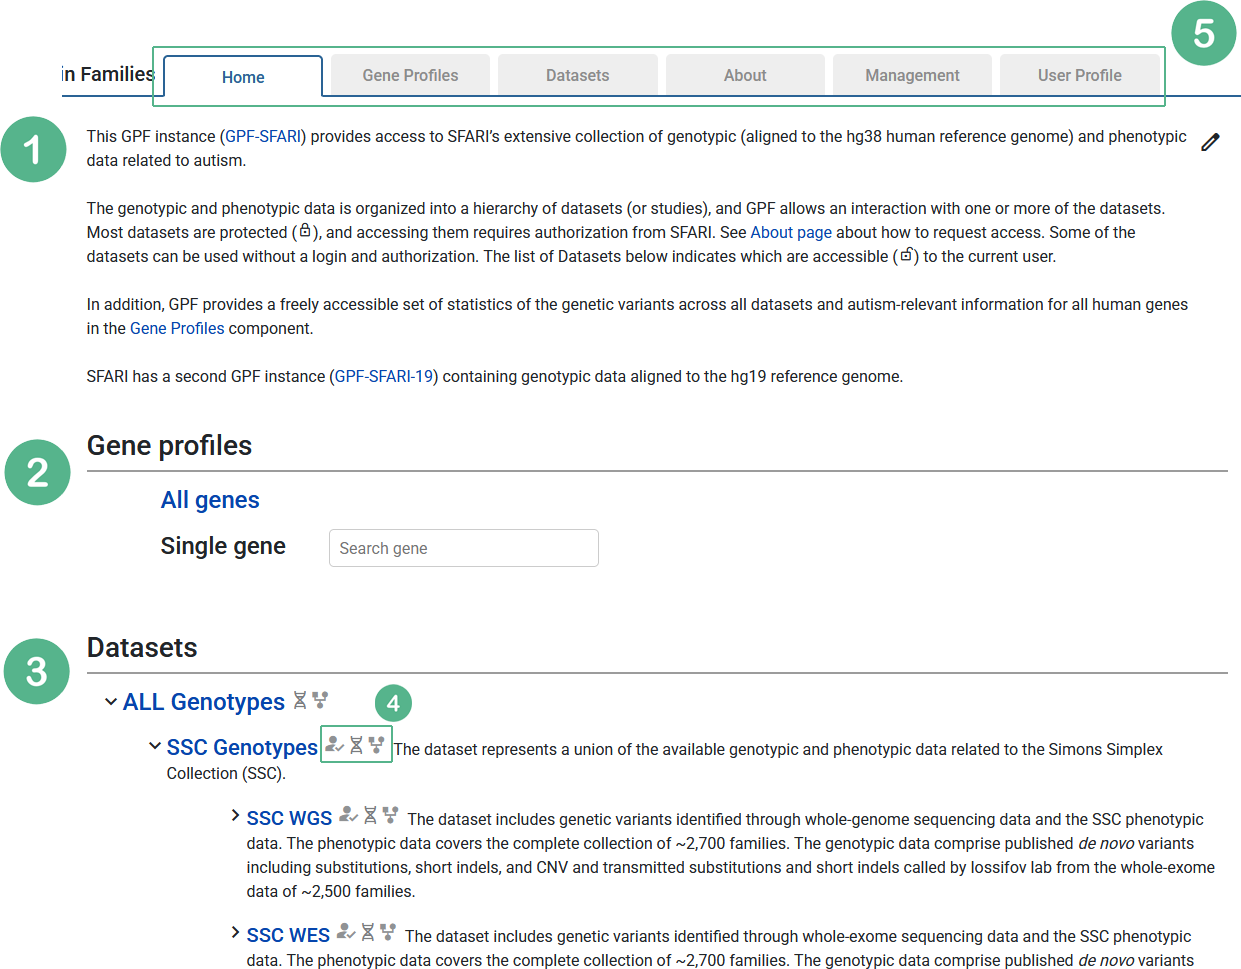 5
in Families Home Gene Profiles Datasets About Management User Profile
1
This GPF instance (GPF-SFARI) provides access to SFARI’s extensive collection of genotypic (aligned to the hg38 human reference genome) and phenotypic
data related to autism.
The genotypic and phenotypic data is organized into a hierarchy of datasets (or studies), and GPF allows an interaction with one or more of the datasets.
Most datasets are protected (), and accessing them requires authorization from SFARI. See About page about how to request access. Some of the
datasets can be used without a login and authorization. The list of Datasets below indicates which are accessible () to the current user.
In addition, GPF provides a freely accessible set of statistics of the genetic variants across all datasets and autism-relevant information for all human genes
in the Gene Profiles component.
SFARI has a second GPF instance (GPF-SFARI-19) containing genotypic data aligned to the hg19 reference genome.
2
Gene profiles
All genes
Single gene Search gene
3
Datasets
ALL Genotypes
4
SSC Genotypes The dataset represents a union of the available genotypic and phenotypic data related to the Simons Simplex
Collection (SSC).
SSC WGS The dataset includes genetic variants identified through whole-genome sequencing data and the SSC phenotypic
data. The phenotypic data covers the complete collection of ~2,700 families. The genotypic data comprise published de novo variants
including substitutions, short indels, and CNV and transmitted substitutions and short indels called by Iossifov lab from the whole-exome
data of ~2,500 families.
SSC WES The dataset includes genetic variants identified through whole-exome sequencing data and the SSC phenotypic
data. The phenotypic data covers the complete collection of ~2,700 families. The genotypic data comprise published de novo variants